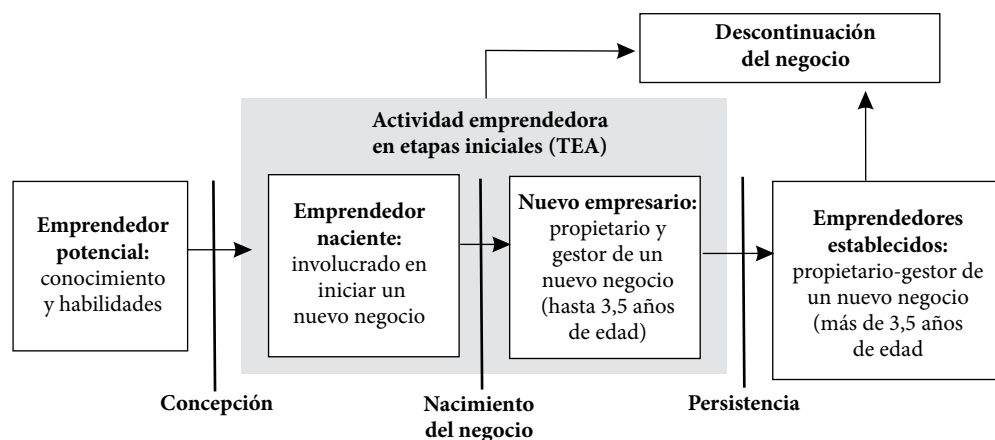 Descontinuación
del negocio
Actividad emprendedora
en etapas iniciales (TEA)
Emprendedor
potencial:
conocimiento
y habilidades
Emprendedor
naciente:
involucrado en
iniciar un
nuevo negocio
Nuevo empresario:
propietario y
gestor de un
nuevo negocio
(hasta 3,5 años
de edad)
Emprendedores
establecidos:
propietario-gestor de
un nuevo negocio
(más de 3,5 años
de edad
Concepción
Nacimiento
del negocio
Persistencia